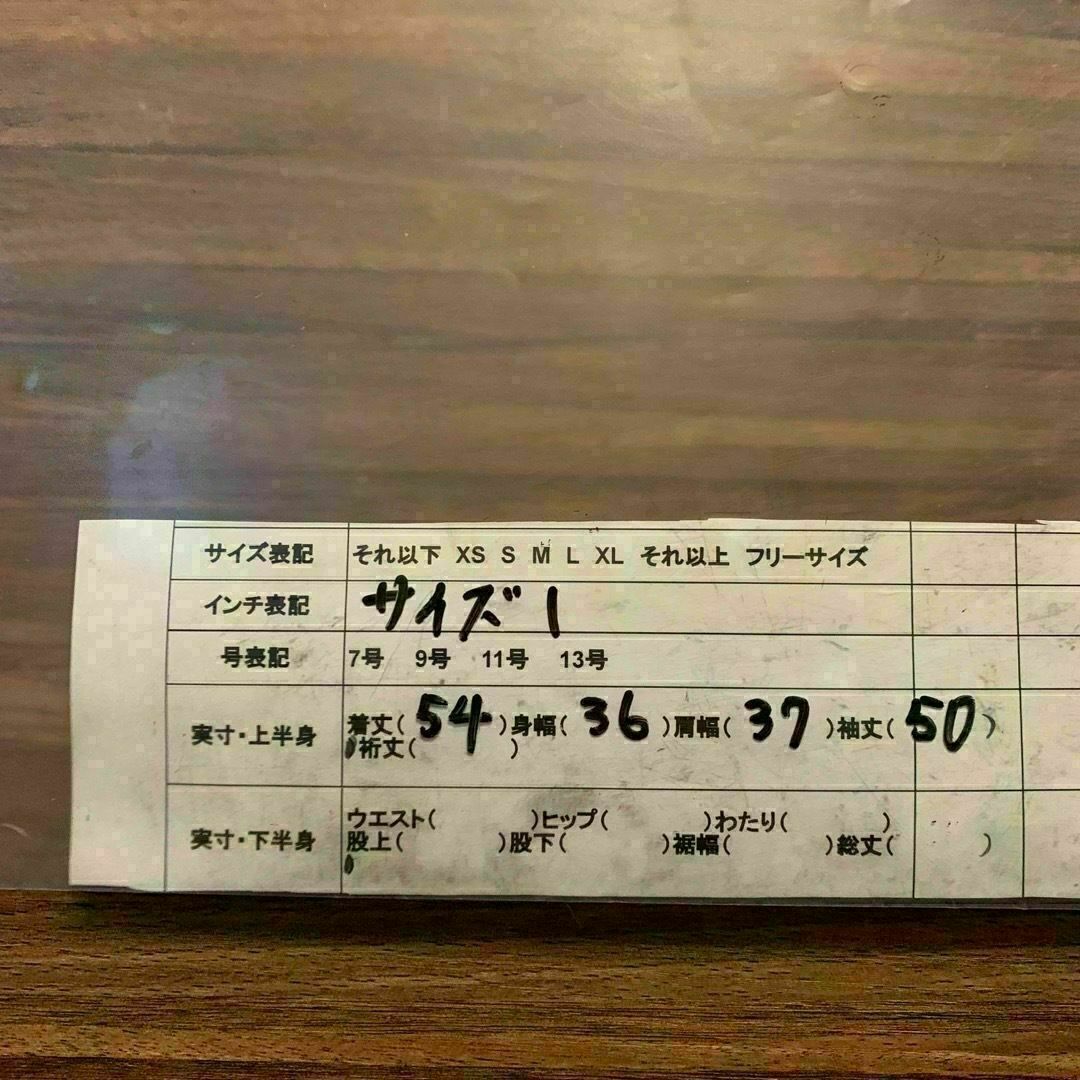 サイズ表記 それ以下 XS S M L XL それ以上 フリーサイズ
インチ表記 サイズ1
号表記 7号 9号 11号 13号
実寸・上半身 着丈( 54 )身幅( 36 )肩幅( 37 )袖丈( 50 )
裄丈( )
実寸・下半身 ウエスト( )ヒップ( )わたり( )
股上( )股下( )裾幅( )総丈( )